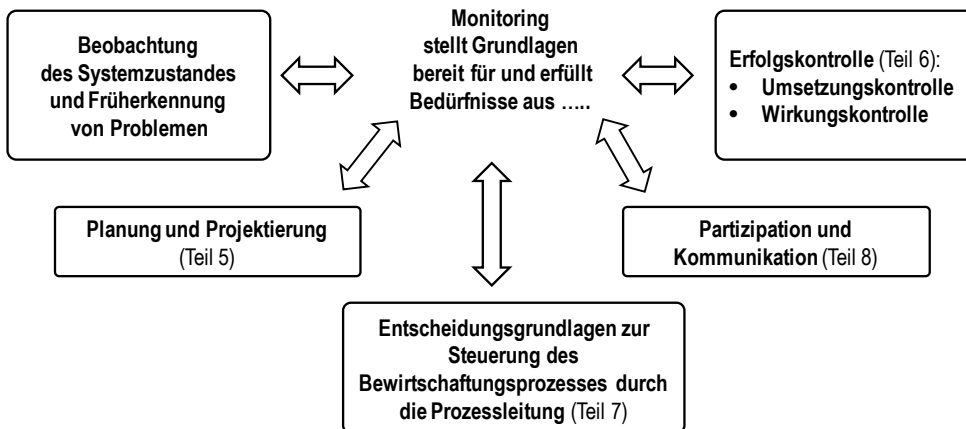 Monitoring
stellt Grundlagen
bereit für und erfüllt
Bedürfnisse aus …..
Beobachtung
des Systemzustandes
und Früherkennung
von Problemen
Erfolgskontrolle (Teil 6):
• Umsetzungskontrolle
• Wirkungskontrolle
Planung und Projektierung
(Teil 5)
Partizipation und
Kommunikation (Teil 8)
Entscheidungsgrundlagen zur
Steuerung des
Bewirtschaftungsprozesses durch
die Prozessleitung (Teil 7)